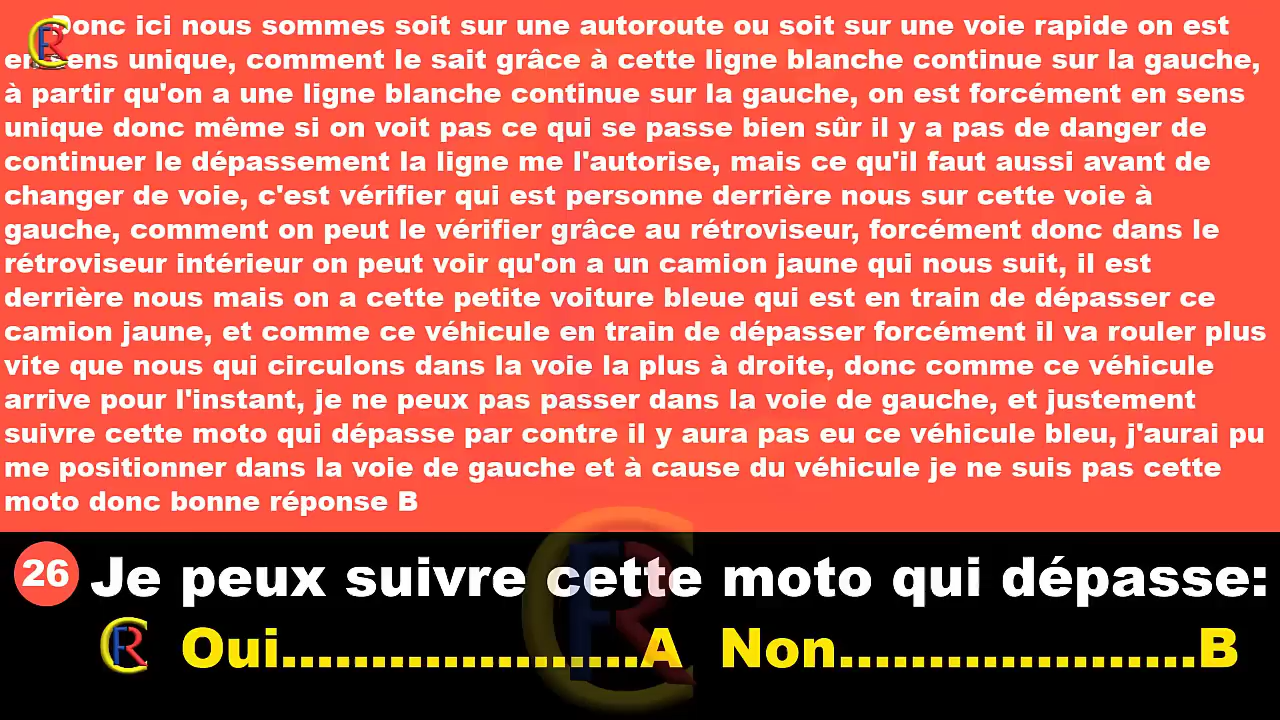 Donc ici nous sommes soit sur une autoroute ou soit sur une voie rapide on est
en sens unique, comment le sait grâce à cette ligne blanche continue sur la gauche,
à partir qu'on a une ligne blanche continue sur la gauche, on est forcément en sens
unique donc même si on voit pas ce qui se passe bien sûr il y a pas de danger de
continuer le dépassement la ligne me l'autorise, mais ce qu'il faut aussi avant de
changer de voie, c'est vérifier qui est personne derrière nous sur cette voie à
gauche, comment on peut le vérifier grâce au rétroviseur, forcément donc dans le
rétroviseur intérieur on peut voir qu'on a un camion jaune qui nous suit, il est
derrière nous mais on a cette petite voiture bleue qui est en train de dépasser ce
camion jaune, et comme ce véhicule en train de dépasser forcément il va rouler plus
vite que nous qui circulons dans la voie la plus à droite, donc comme ce véhicule
arrive pour l'instant, je ne peux pas passer dans la voie de gauche, et justement
suivre cette moto qui dépasse par contre il y aura pas eu ce véhicule bleu, j'aurai pu
me positionner dans la voie de gauche et à cause du véhicule je ne suis pas cette
moto donc bonne réponse B
26 Je peux suivre cette moto qui dépasse:
CFR Oui....................A Non....................B